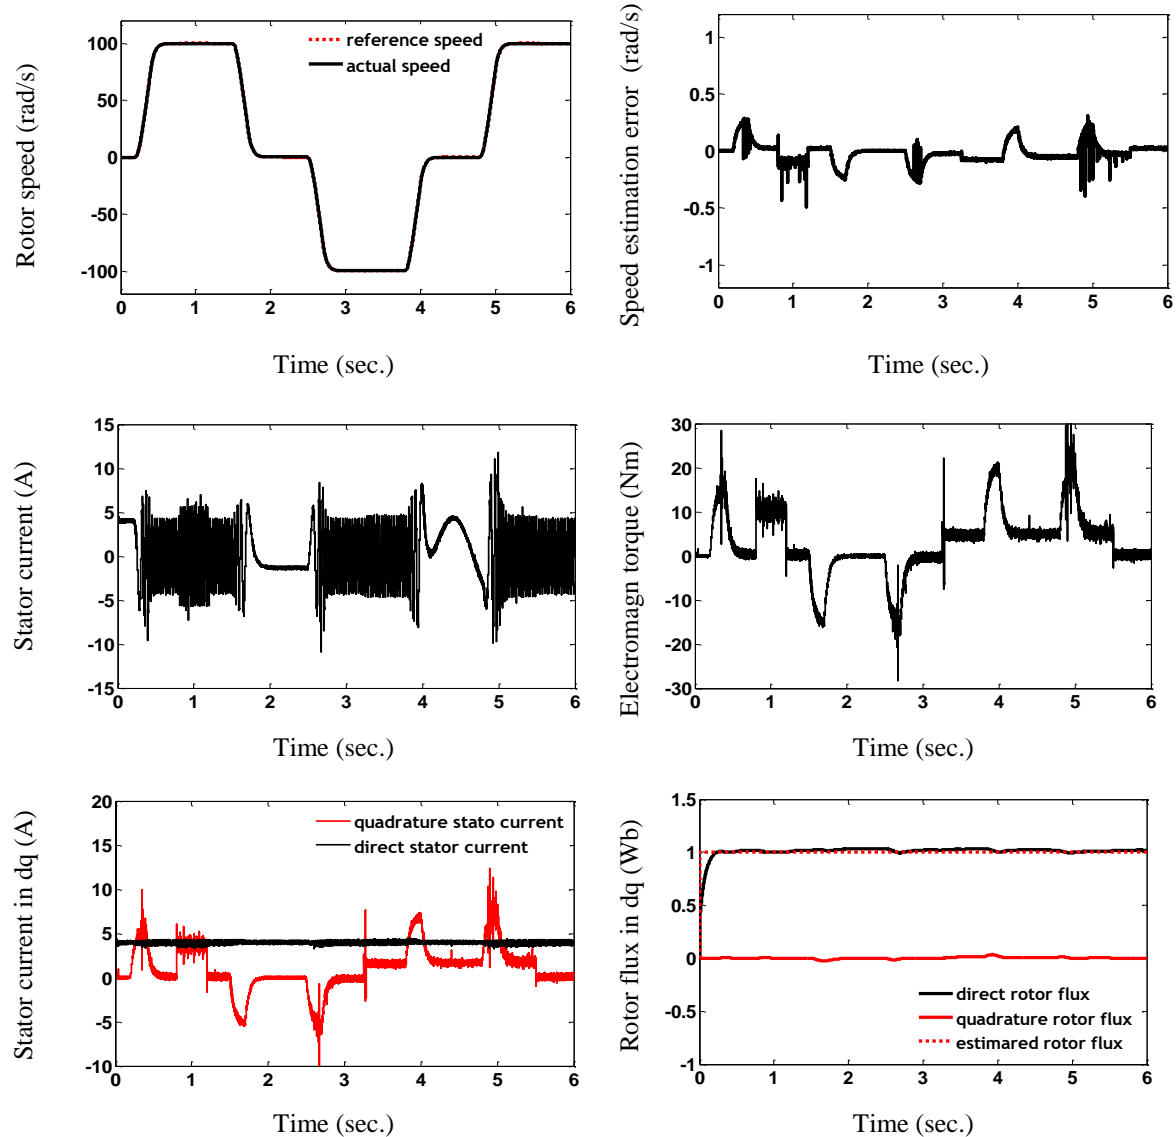 Rotor speed (rad/s)
100
50
0
-50
-100
0 1 2 3 4 5 6
reference speed
actual speed
Time (sec.)
Speed estimation error (rad/s)
1
0.5
0
-0.5
-1
0 1 2 3 4 5 6
Time (sec.)
Stator current (A)
15
10
5
0
-5
-10
-15
0 1 2 3 4 5 6
Time (sec.)
Electromagn torque (Nm)
30
20
10
0
-10
-20
-30
0 1 2 3 4 5 6
Time (sec.)
Stator current in dq (A)
20
15
10
5
0
-5
-10
0 1 2 3 4 5 6
quadrature stato current
direct stator current
Time (sec.)
Rotor flux in dq (Wb)
1.5
1
0.5
0
-0.5
-1
0 1 2 3 4 5 6
direct rotor flux
quadrature rotor flux
estimared rotor flux
Time (sec.)